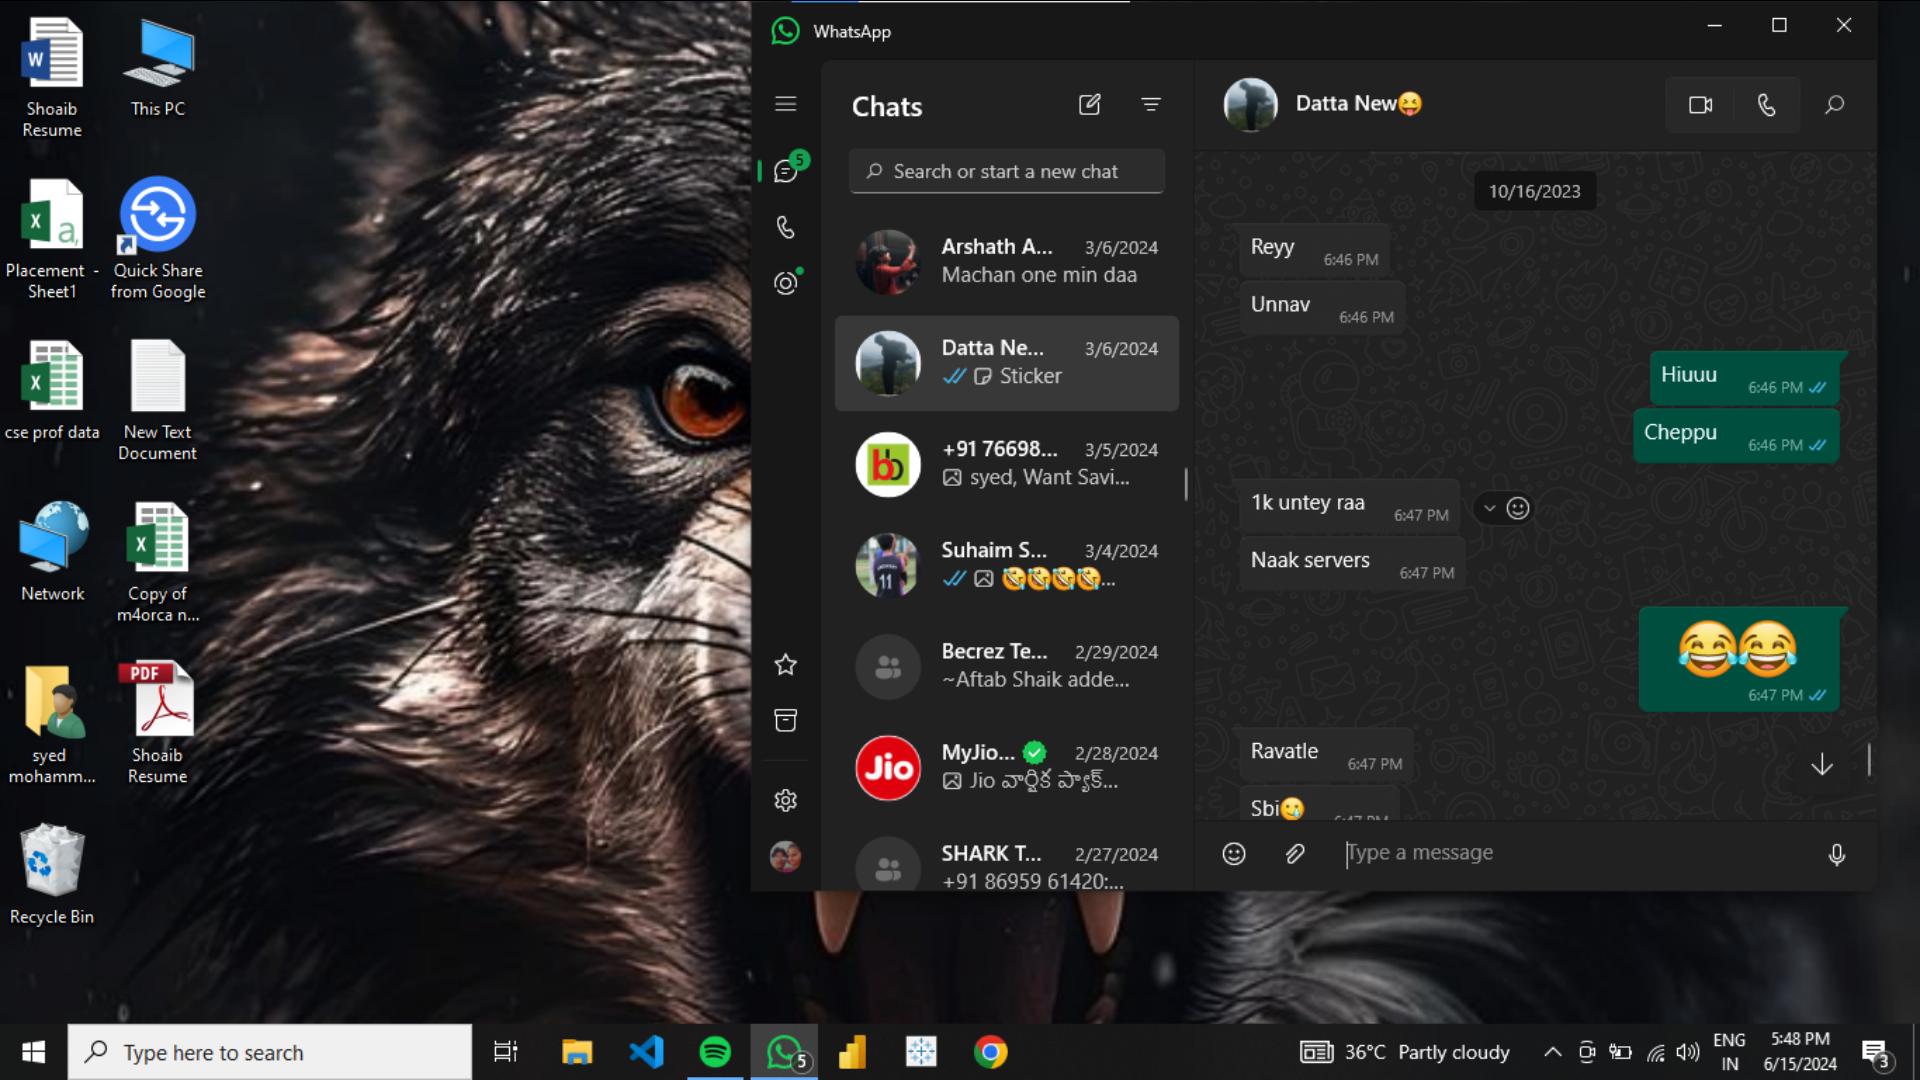 Shoaib
Resume
This PC
Placement -
Sheet1
Quick Share
from Google
cse prof data
New Text
Document
Network
Copy of
m4orca n...
syed
mohamm...
PDF
Shoaib
Resume
Recycle Bin
WhatsApp
5
Chats
Search or start a new chat
Arshath A... 3/6/2024
Machan one min daa
Datta Ne... 3/6/2024
Sticker
+91 76698... 3/5/2024
syed, Want Savi...
Suhaim S... 3/4/2024
🤣🤣🤣🤣...
Becrez Te... 2/29/2024
~Aftab Shaik adde...
Jio
MyJio... 2/28/2024
Jio వార్షిక ప్యాక్...
SHARK T... 2/27/2024
+91 86959 61420:...
Datta New😝
10/16/2023
Reyy 6:46 PM
Unnav 6:46 PM
Hiuuu 6:46 PM
Cheppu 6:46 PM
1k untey raa 6:47 PM
Naak servers 6:47 PM
😂😂
6:47 PM
Ravatle 6:47 PM
Sbi🥲 6:47 PM
Type a message
Type here to search
5
36°C Partly cloudy
ENG
IN
5:48 PM
6/15/2024
3